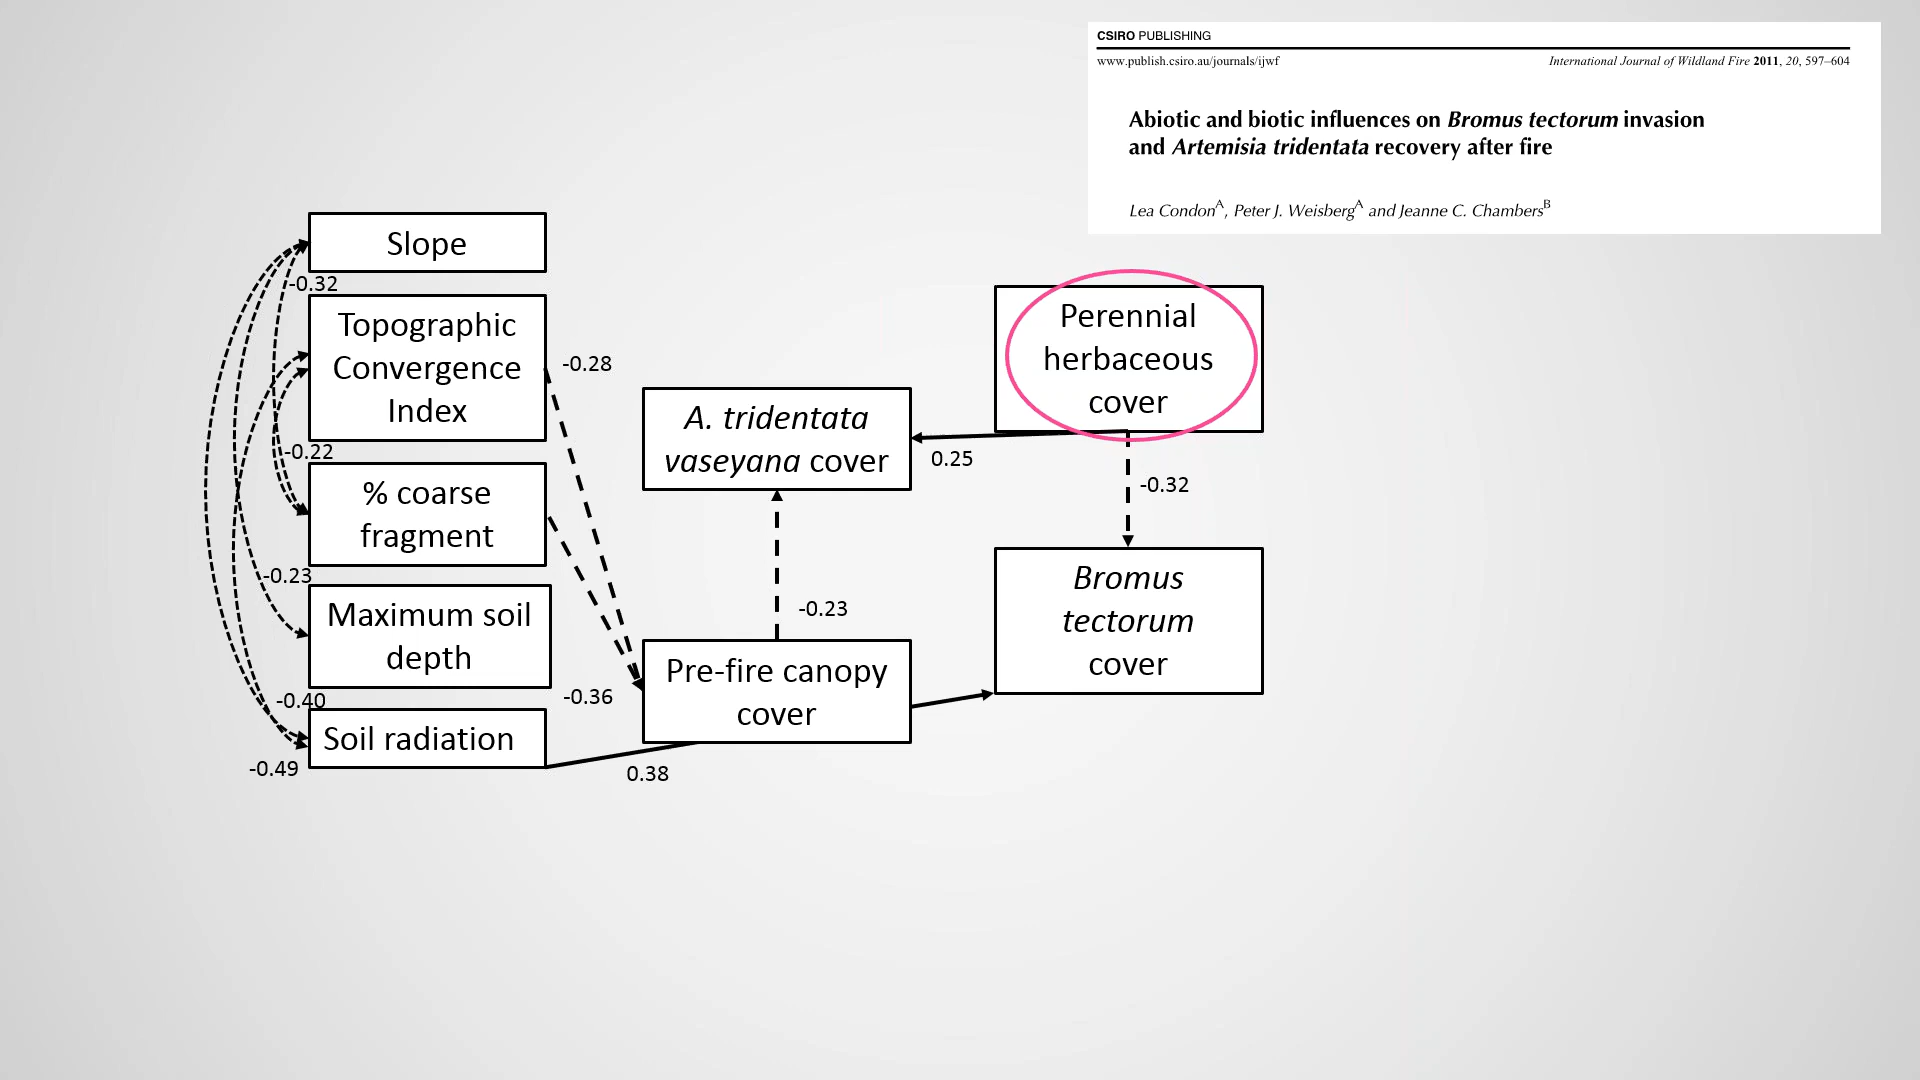 CSIRO PUBLISHING
www.publish.csiro.au/journals/ijwf
International Journal of Wildland Fire 2011, 20, 597–604
Abiotic and biotic influences on Bromus tectorum invasion
and Artemisia tridentata recovery after fire
Lea Condon^A, Peter J. Weisberg^A and Jeanne C. Chambers^B
Slope
-0.32
Topographic
Convergence
Index
-0.28
-0.22
% coarse
fragment
-0.23
Maximum soil
depth
-0.40
-0.36
Soil radiation
-0.49
0.38
A. tridentata
vaseyana cover
-0.23
Pre-fire canopy
cover
Perennial
herbaceous
cover
0.25
-0.32
Bromus
tectorum
cover